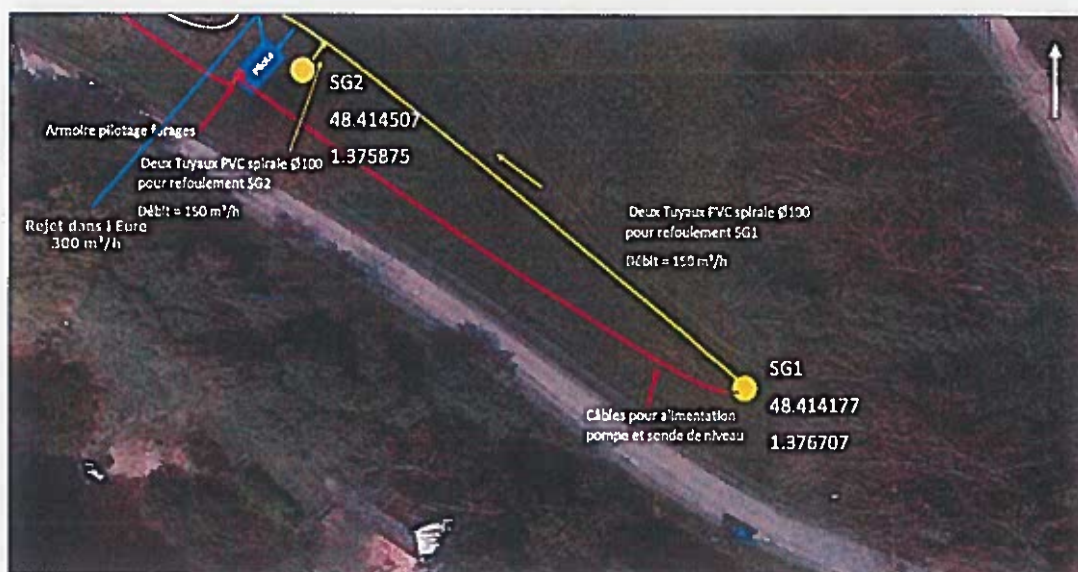 Pilote
SG2
48.414507
1.375875
Armoire pilotage forages
Deux Tuyaux PVC spirale Ø100
pour refoulement SG2
Débit = 150 m³/h
Rejet dans l'Eure
300 m³/h
Deux Tuyaux PVC spirale Ø100
pour refoulement SG1
Débit = 150 m³/h
SG1
48.414177
1.376707
Câbles pour alimentation
pompe et sonde de niveau